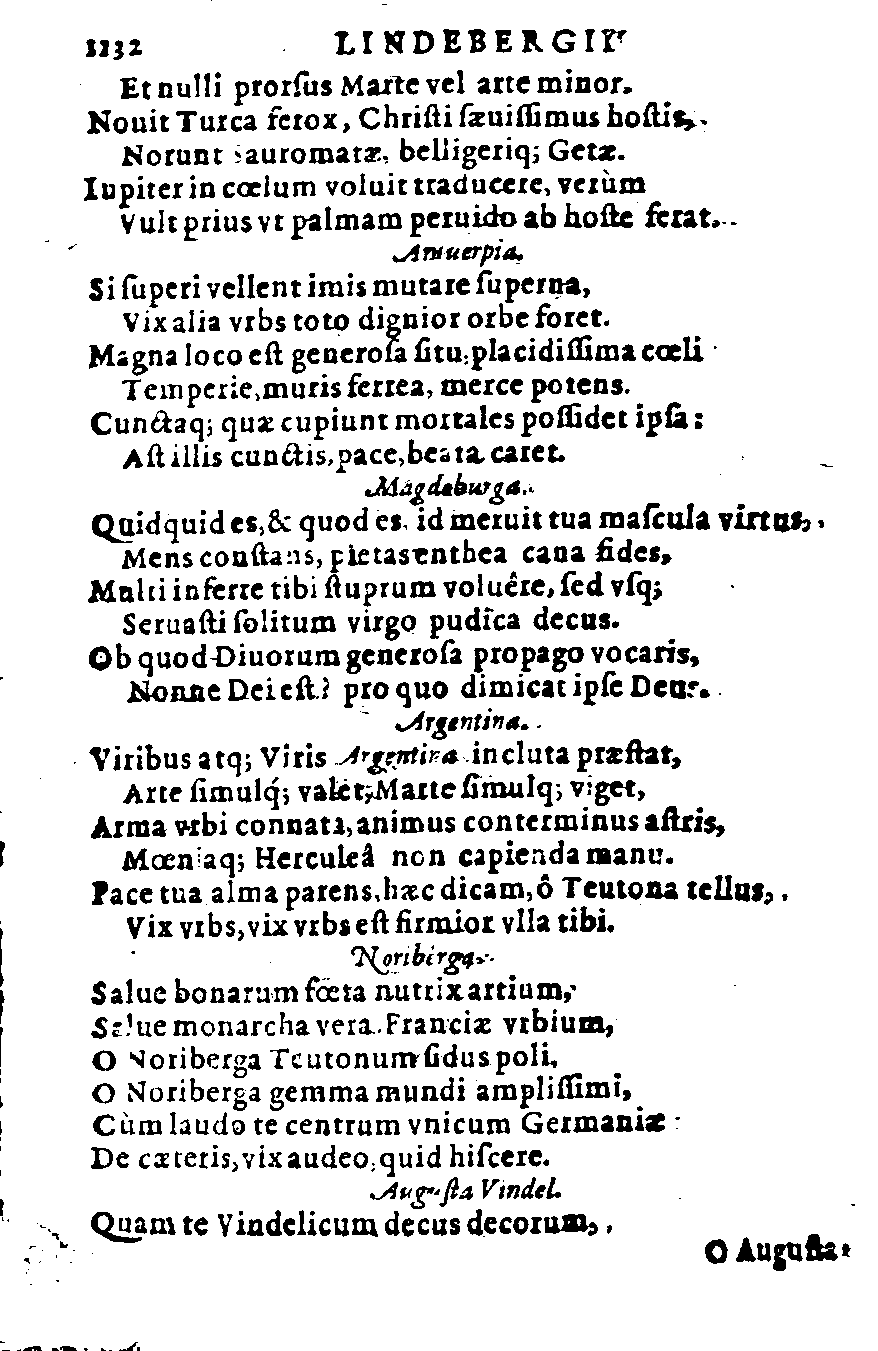 1132 LINDEBERGII
Et nulli prorſus Marte vel arte minor.
Nouit Turca ferox, Chriſti ſæuiſſimus hoſtis,
Norunt Sauromatæ, belligeriq; Getæ.
Iupiter in cœlum voluit traducere, verùm
Vult prius vt palmam peruido ab hoſte ferat.
Antuerpia.
Si ſuperi vellent imis mutare ſuperna,
Vix alia vrbs toto dignior orbe foret.
Magna loco eſt generoſa ſitu, placidiſſima cœli
Temperie, muris ferrea, merce potens.
Cunctaq; quæ cupiunt mortales poſſidet ipſa:
Aſt illis cunctis, pace, beata caret.
Magdeburga.
Quidquid es, & quod es, id meruit tua maſcula virtus,
Mens conſtans, pietas enthea cana fides,
Multi inferre tibi ſtuprum voluêre, ſed vſq;
Seruaſti ſolitum virgo pudica decus.
Ob quod Diuorum generoſa propago vocaris,
Nonne Dei eſt? pro quo dimicat ipſe Deus.
Argentina.
Viribus atq; Viris Argentina incluta præſtat,
Arte ſimulq́; valet, Marte ſimulq; viget,
Arma vrbi connata, animus conterminus aſtris,
Mœniaq; Herculeâ non capienda manu.
Pace tua alma parens, hæc dicam, ô Teutona tellus,
Vix vrbs, vix vrbs eſt firmior vlla tibi.
Noribirga.
Salue bonarum fœta nutrix artium,
Salue monarcha vera Franciæ vrbium,
O Noriberga Teutonum ſidus poli,
O Noriberga gemma mundi ampliſſimi,
Cùm laudo te centrum vnicum Germaniæ
De cæteris, vix audeo, quid hiſcere.
Auguſta Vindel.
Quam te Vindelicum decus decorum,
O Auguſta